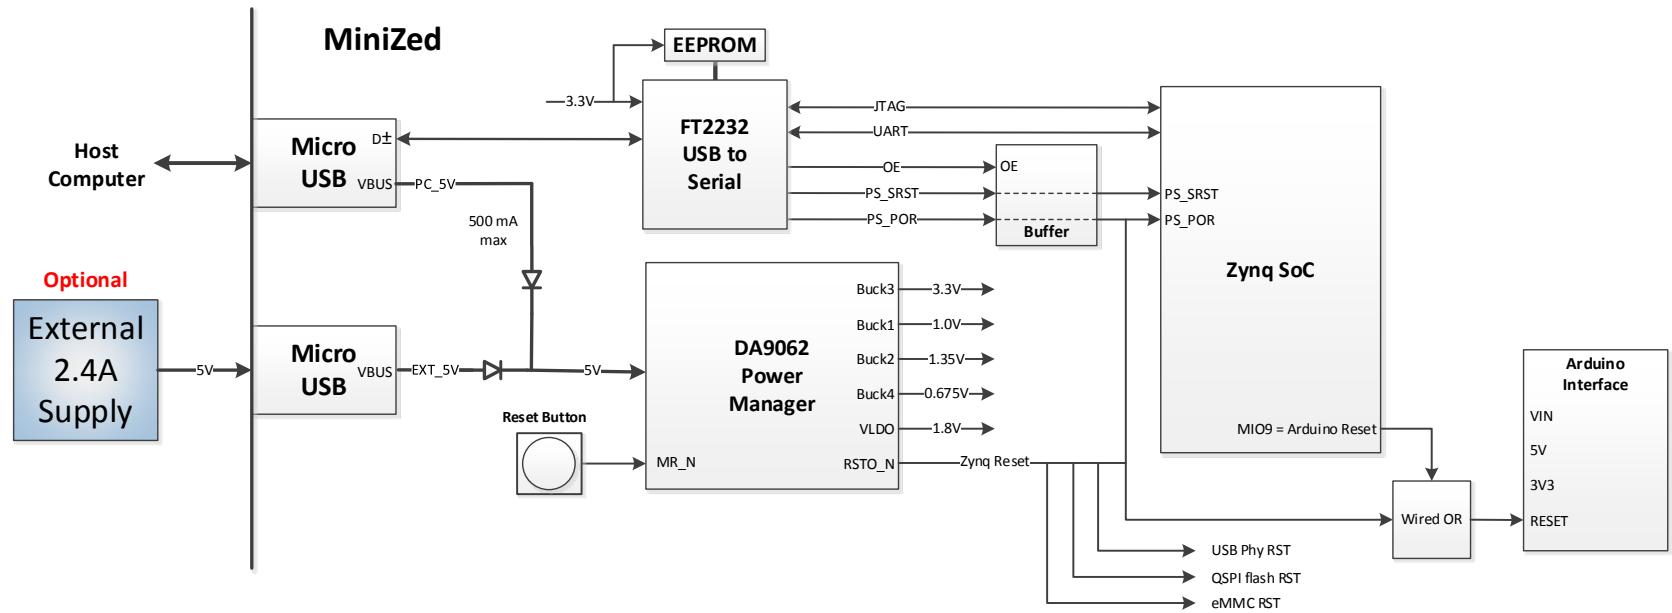 MiniZed
EEPROM
3.3V
FT2232
USB to
Serial
JTAG
UART
OE
PS_SRST
PS_POR
OE
Buffer
PS_SRST
PS_POR
Zynq SoC
MIO9 = Arduino Reset
Host
Computer
Micro
USB
D±
VBUS
PC_5V
500 mA
max
Optional
External
2.4A
Supply
5V
Micro
USB
VBUS
EXT_5V
5V
Reset Button
DA9062
Power
Manager
MR_N
Buck3
3.3V
Buck1
1.0V
Buck2
1.35V
Buck4
0.675V
VLDO
1.8V
RSTO_N
Zynq Reset
Wired OR
Arduino
Interface
VIN
5V
3V3
RESET
USB Phy RST
QSPI flash RST
eMMC RST